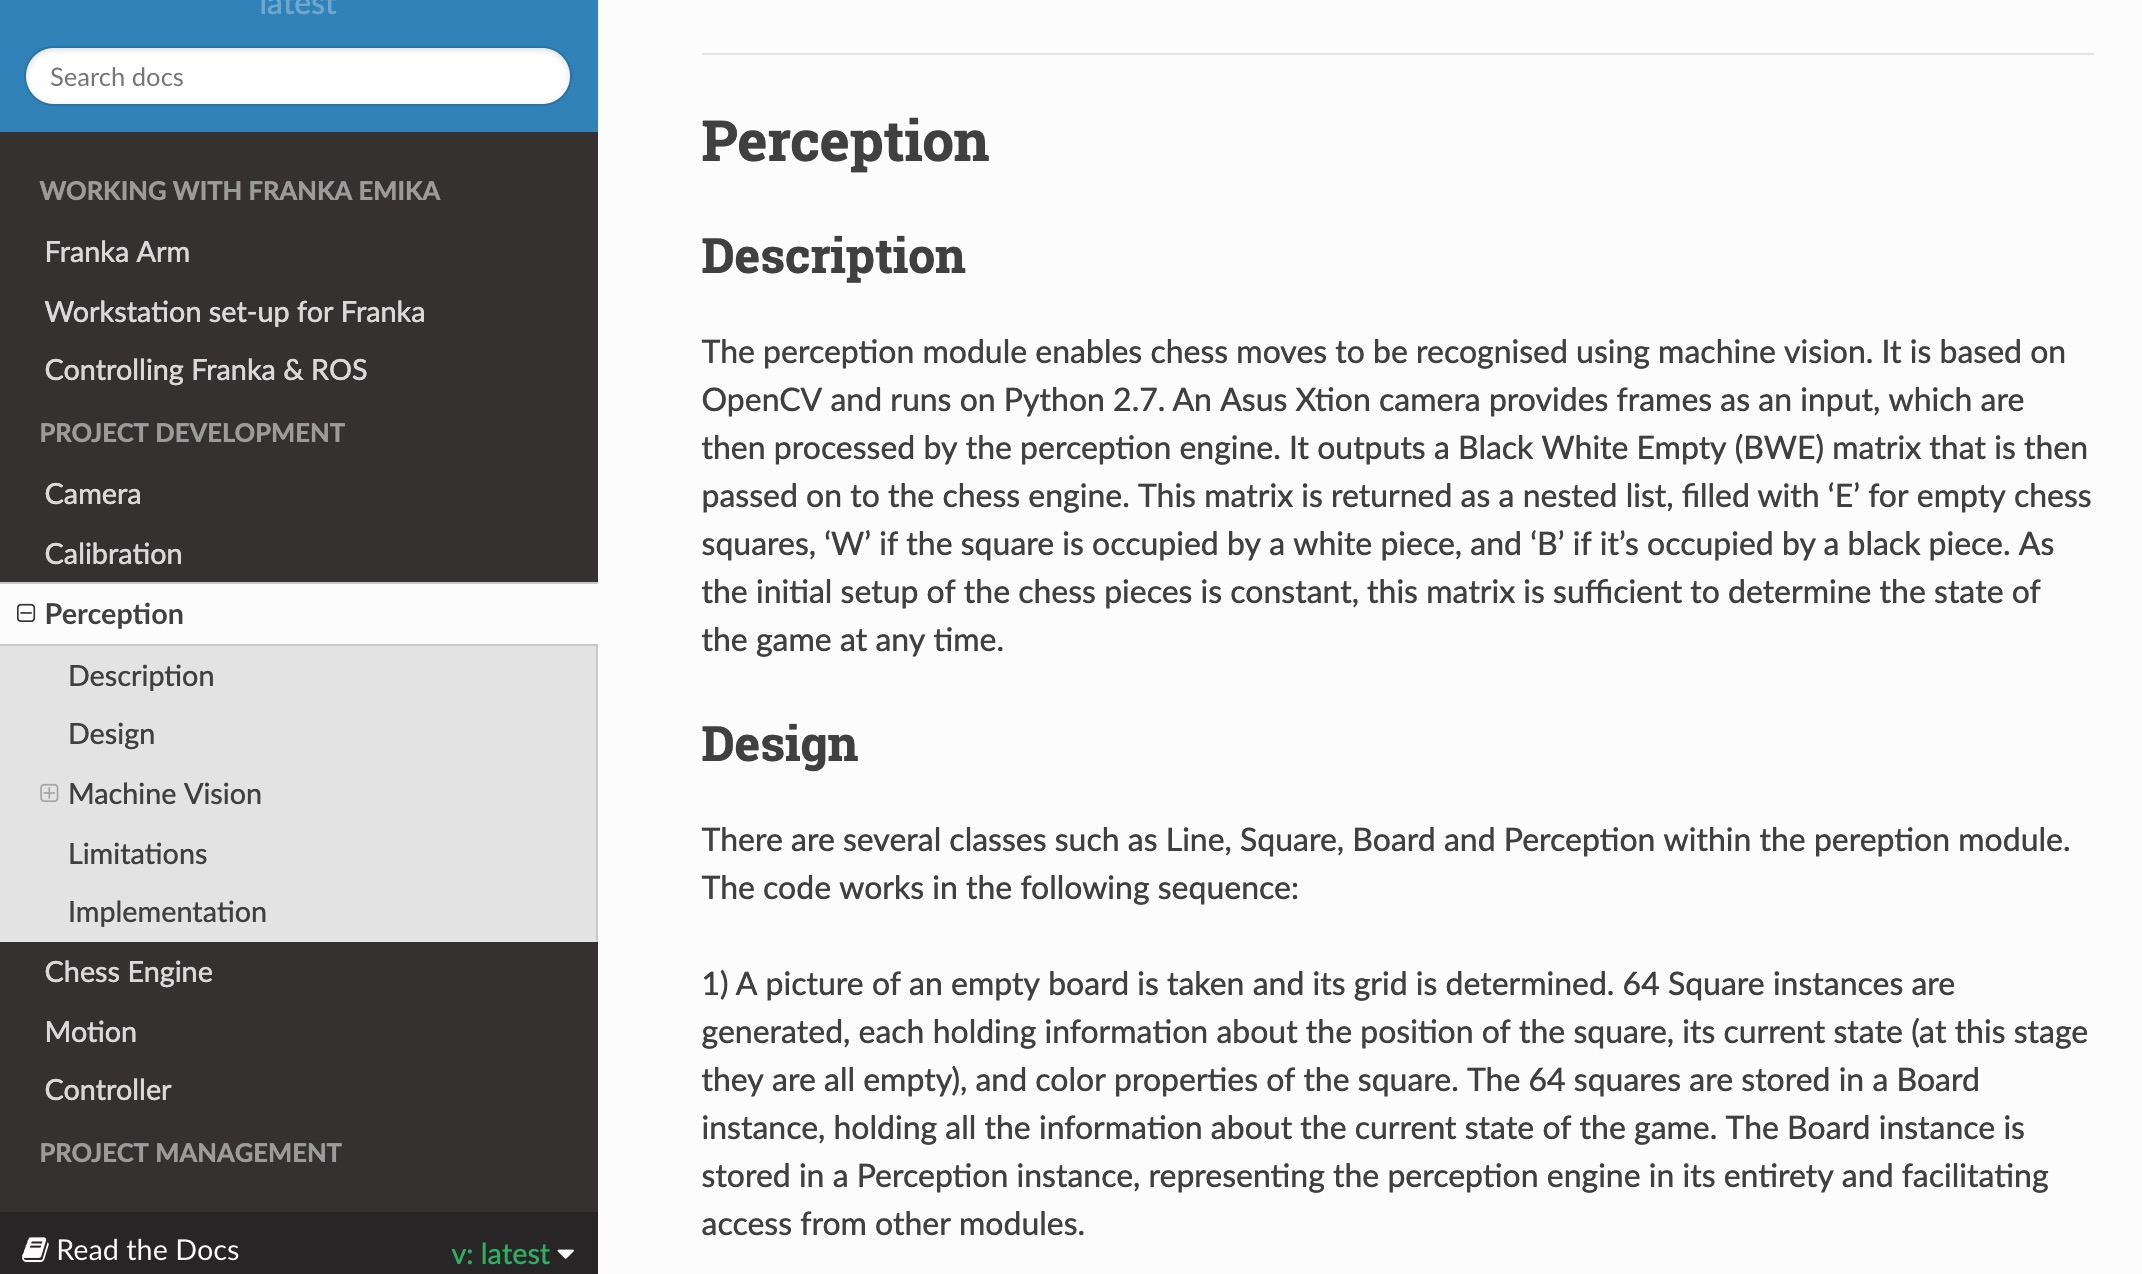 latest
Search docs
WORKING WITH FRANKA EMIKA
Franka Arm
Workstation set-up for Franka
Controlling Franka & ROS
PROJECT DEVELOPMENT
Camera
Calibration
Perception
Description
Design
Machine Vision
Limitations
Implementation
Chess Engine
Motion
Controller
PROJECT MANAGEMENT
Read the Docs
v: latest
Perception
Description
The perception module enables chess moves to be recognised using machine vision. It is based on
OpenCV and runs on Python 2.7. An Asus Xtion camera provides frames as an input, which are
then processed by the perception engine. It outputs a Black White Empty (BWE) matrix that is then
passed on to the chess engine. This matrix is returned as a nested list, filled with ‘E’ for empty chess
squares, ‘W’ if the square is occupied by a white piece, and ‘B’ if it’s occupied by a black piece. As
the initial setup of the chess pieces is constant, this matrix is sufficient to determine the state of
the game at any time.
Design
There are several classes such as Line, Square, Board and Perception within the pereption module.
The code works in the following sequence:
1) A picture of an empty board is taken and its grid is determined. 64 Square instances are
generated, each holding information about the position of the square, its current state (at this stage
they are all empty), and color properties of the square. The 64 squares are stored in a Board
instance, holding all the information about the current state of the game. The Board instance is
stored in a Perception instance, representing the perception engine in its entirety and facilitating
access from other modules.